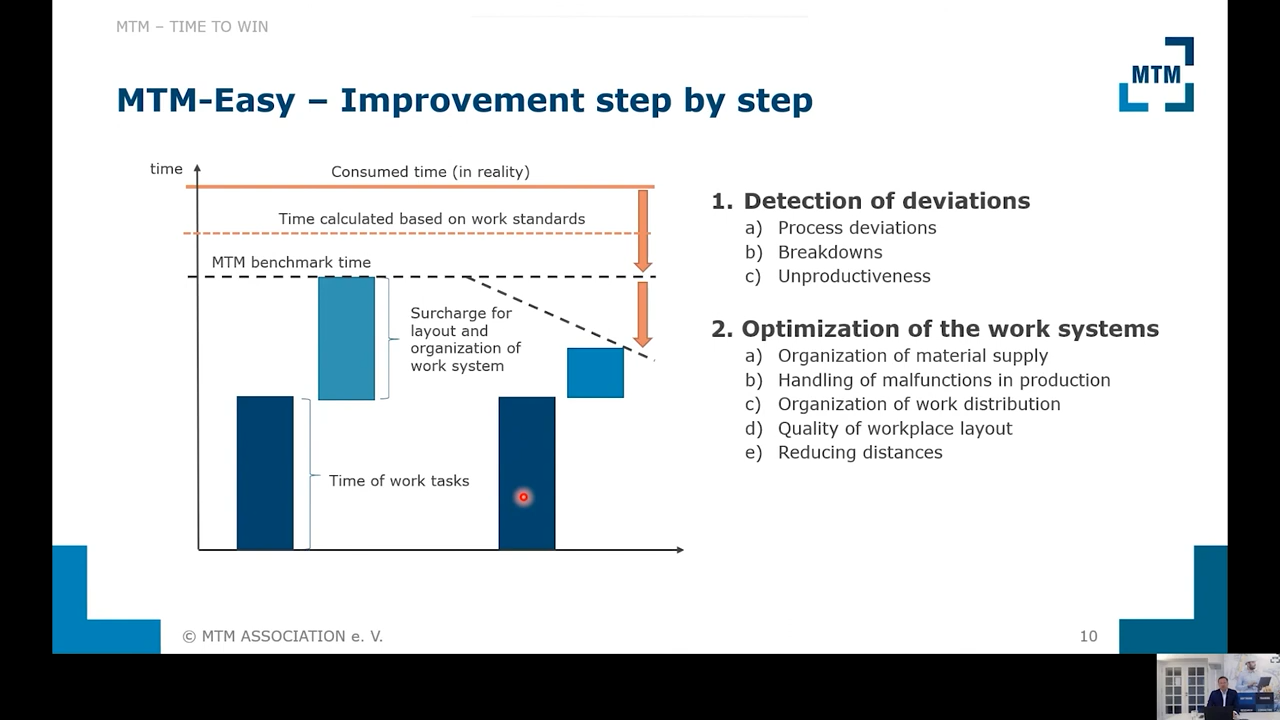 MTM – TIME TO WIN
MTM
MTM-Easy – Improvement step by step
time
Consumed time (in reality)
Time calculated based on work standards
MTM benchmark time
Surcharge for
layout and
organization of
work system
Time of work tasks
1. Detection of deviations
a) Process deviations
b) Breakdowns
c) Unproductiveness
2. Optimization of the work systems
a) Organization of material supply
b) Handling of malfunctions in production
c) Organization of work distribution
d) Quality of workplace layout
e) Reducing distances
© MTM ASSOCIATION e. V.
10